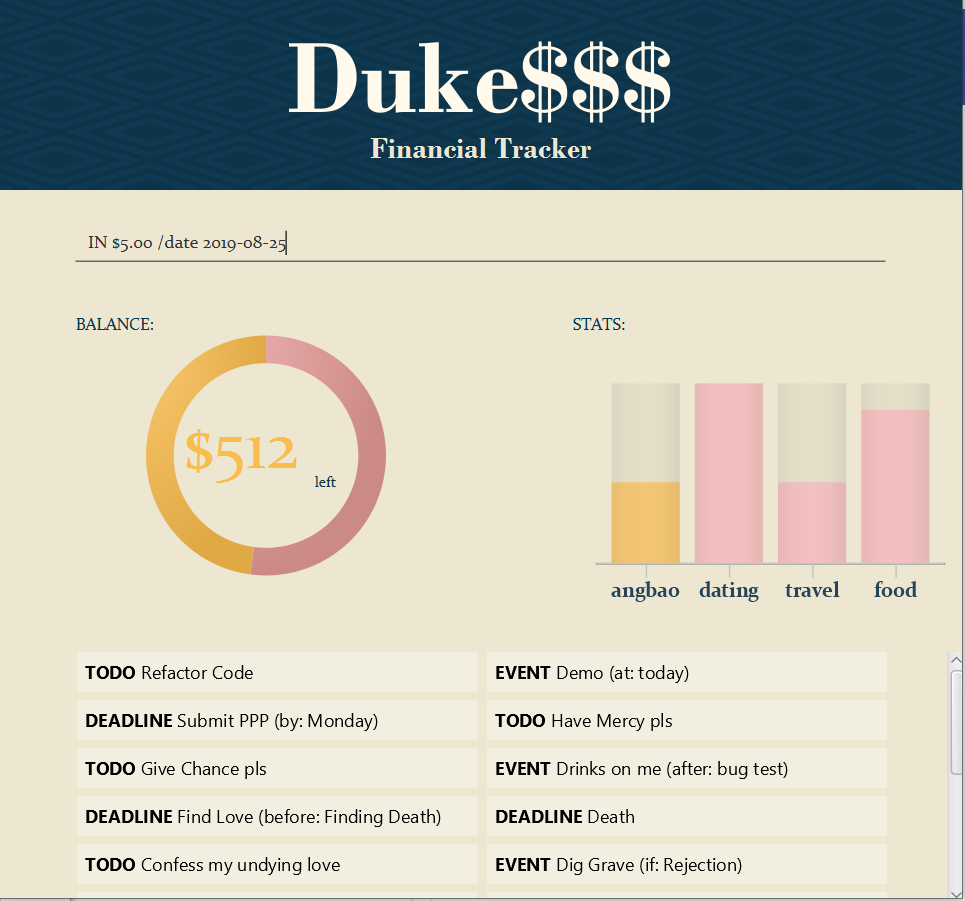 Duke$$$
Financial Tracker
IN $5.00 /date 2019-08-25
BALANCE:
STATS:
$512
left
angbao dating travel food
TODO Refactor Code
EVENT Demo (at: today)
DEADLINE Submit PPP (by: Monday)
TODO Have Mercy pls
TODO Give Chance pls
EVENT Drinks on me (after: bug test)
DEADLINE Find Love (before: Finding Death)
DEADLINE Death
TODO Confess my undying love
EVENT Dig Grave (if: Rejection)